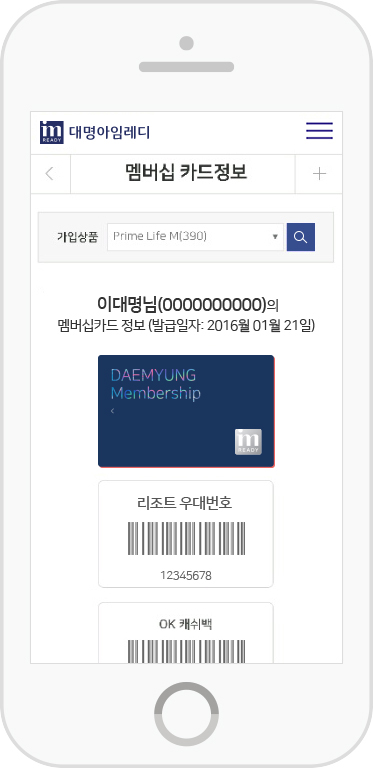 im
READY
대명아임레디
멤버십 카드정보
가입상품
Prime Life M(390)
이대명님(0000000000)의
멤버십카드 정보 (발급일자: 2016월 01월 21일)
DAEMYUNG
Membership
im
READY
리조트 우대번호
12345678
OK 캐쉬백